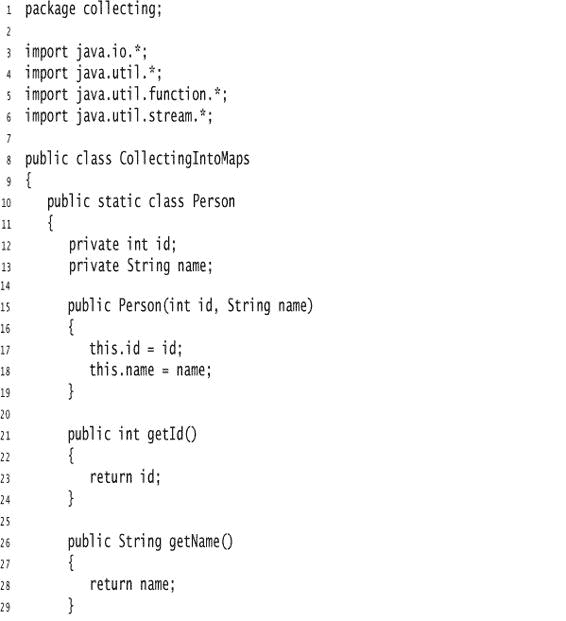 1 package collecting;
2
3 import java.io.*;
4 import java.util.*;
5 import java.util.function.*;
6 import java.util.stream.*;
7
8 public class CollectingIntoMaps
9 {
10    public static class Person
11    {
12       private int id;
13       private String name;
14
15       public Person(int id, String name)
16       {
17          this.id = id;
18          this.name = name;
19       }
20
21       public int getId()
22       {
23          return id;
24       }
25
26       public String getName()
27       {
28          return name;
29       }